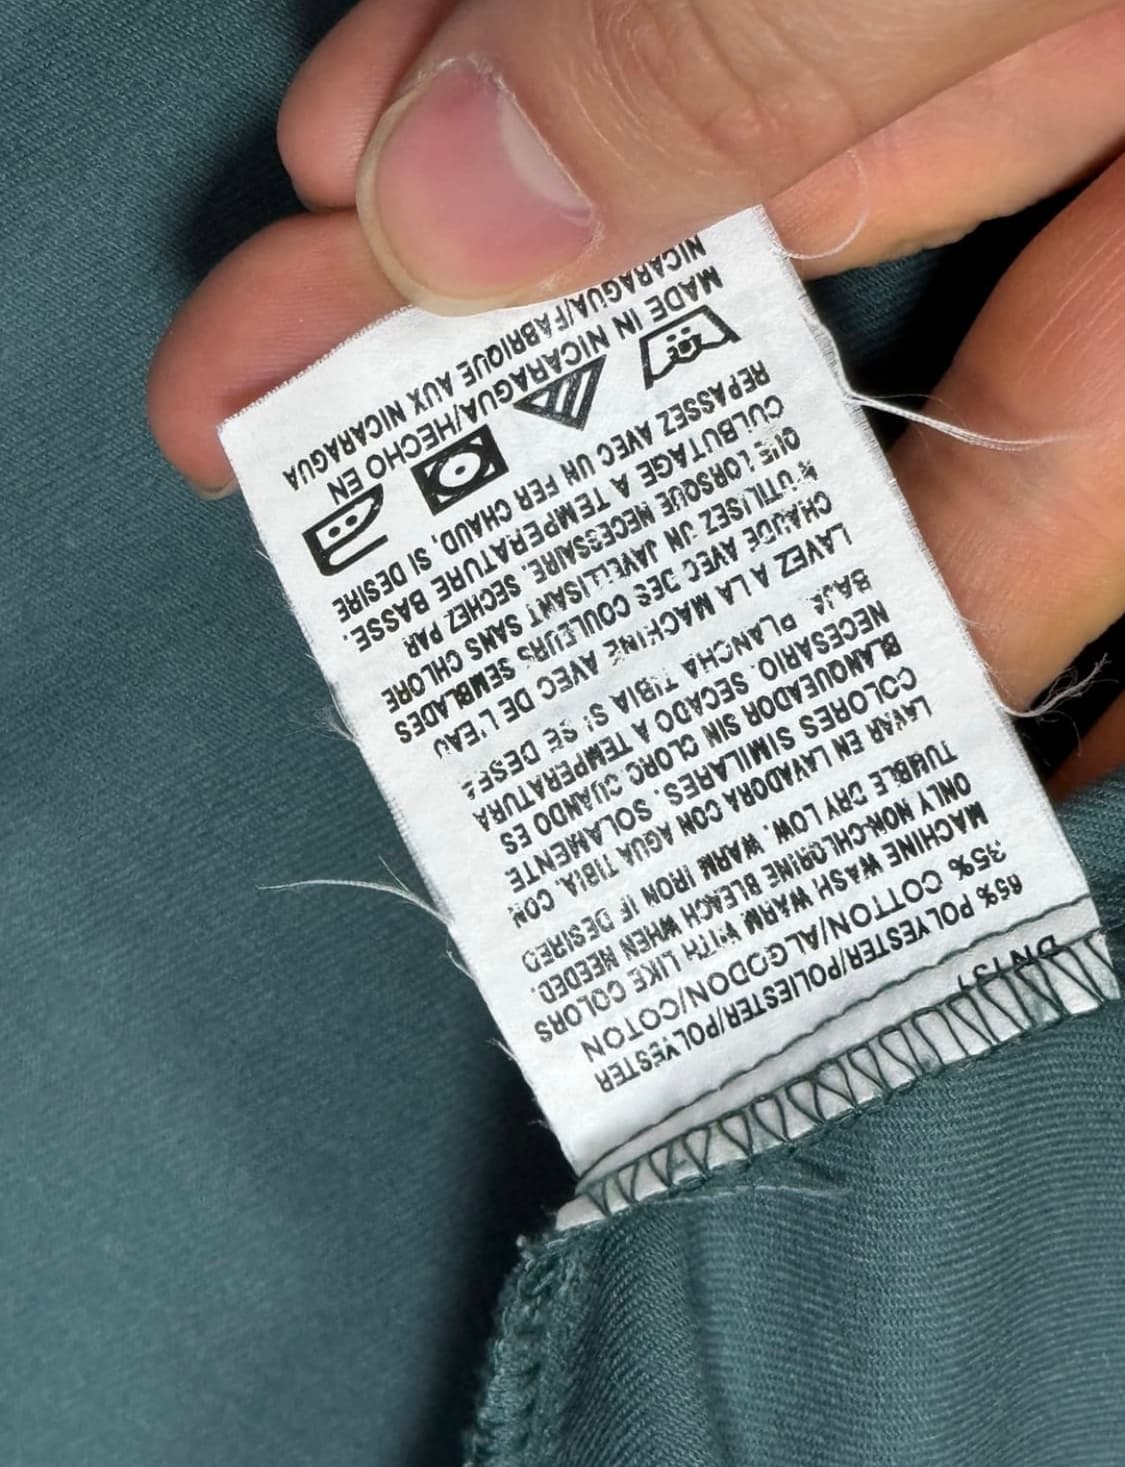 65% POLYESTER/POLIESTER/POLYESTER
35% COTTON/ALGODON/COTON
MACHINE WASH WARM WITH LIKE COLORS
ONLY NON-CHLORINE BLEACH WHEN NEEDED.
TUMBLE DRY LOW. WARM IRON IF DESIRED
LAVAR EN LAVADORA CON AGUA TIBIA, CON
COLORES SIMILARES. SOLAMENTE
BLANQUEADOR SIN CLORO CUANDO ES
NECESARIO. SECADO A TEMPERATURA
BAJA PLANCHA TIBIA SI SE DESEA
LAVEZ A LA MACHINE AVEC DE L'EAU
CHAUDE AVEC DES COULEURS SEMBLADES
N'UTILISEZ UN JAVELLISANT SANS CHLORE
QUE LORSQUE NECESSAIRE. SECHEZ PAR
CULBUTAGE A TEMPERATURE BASSE.
REPASSEZ AVEC UN FER CHAUD, SI DESIRE
MADE IN NICARAGUA/HECHO EN
NICARAGUA/FABRIQUE AUX NICARAGUA